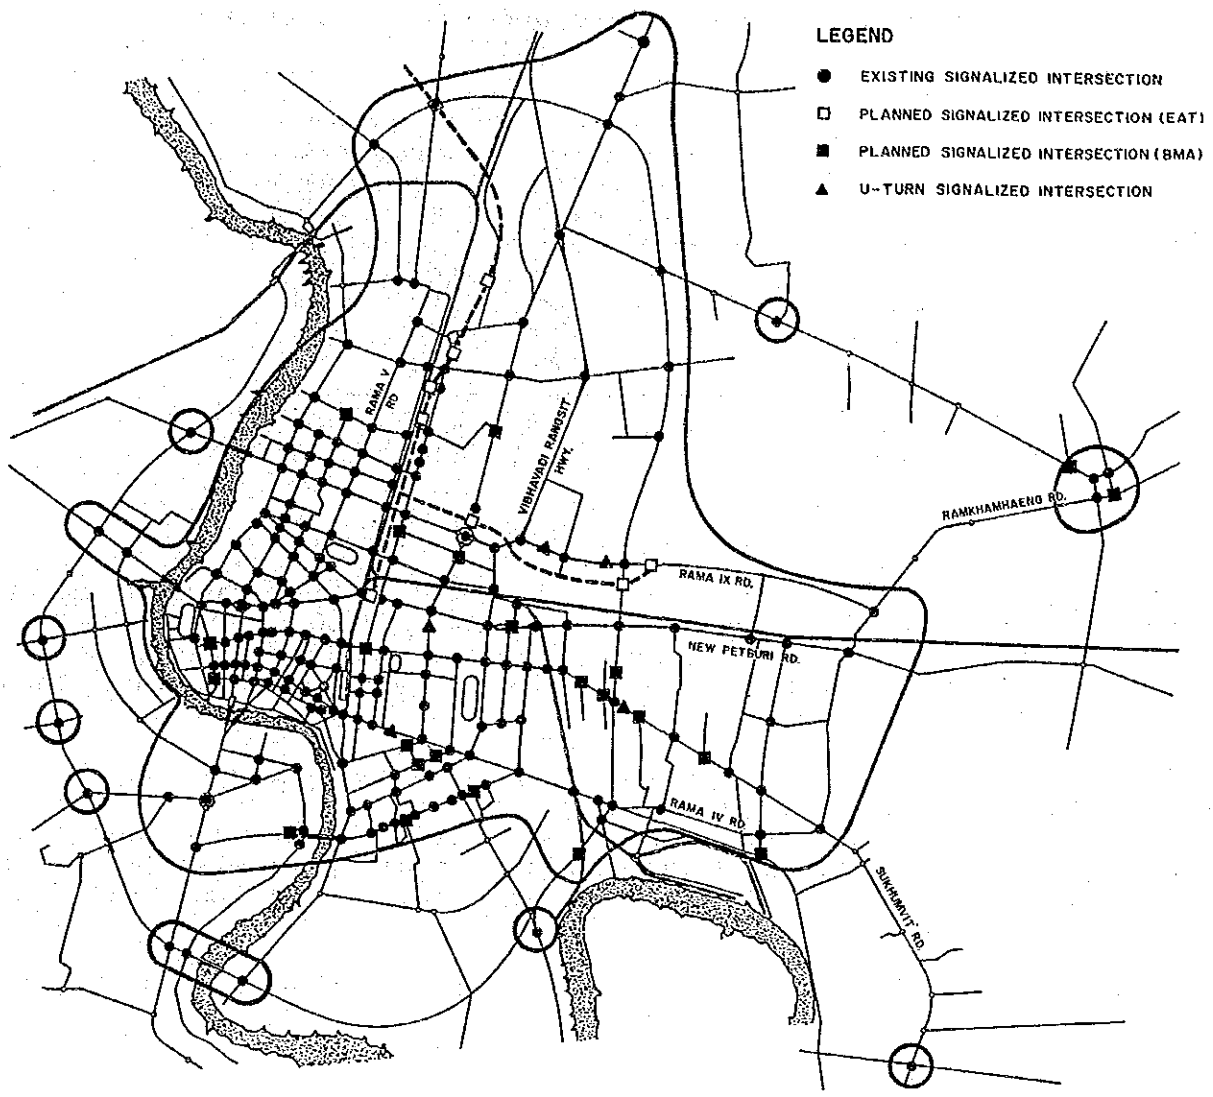 LEGEND
EXISTING SIGNALIZED INTERSECTION
PLANNED SIGNALIZED INTERSECTION (EAT)
PLANNED SIGNALIZED INTERSECTION (BMA)
U-TURN SIGNALIZED INTERSECTION
RAMA V
RD
VIBHAVADI RANGSIT
HWY.
RAMKHAMHAENG RD.
RAMA IX RD.
NEW PETBURI RD.
RAMA IV RD
SUKHUMVIT RD.